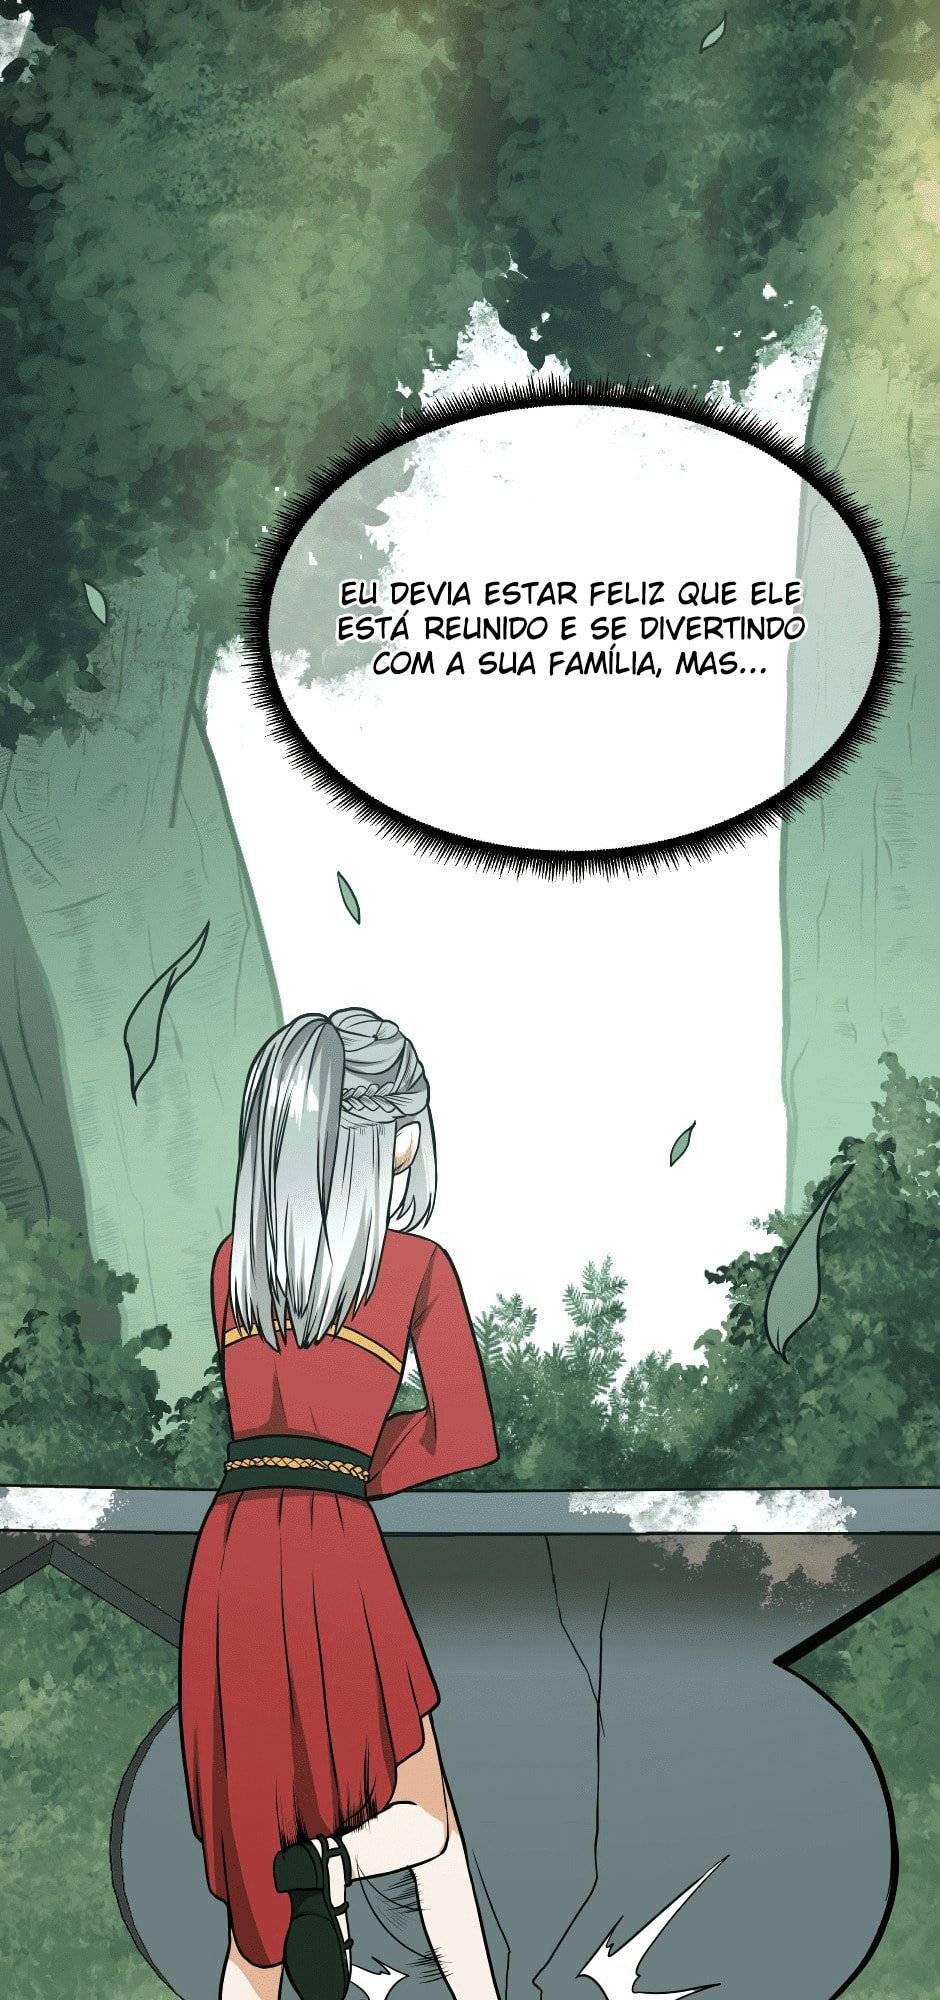 EU DEVIA ESTAR FELIZ QUE ELE
ESTÁ REUNIDO E SE DIVERTINDO
COM A SUA FAMÍLIA, MAS...